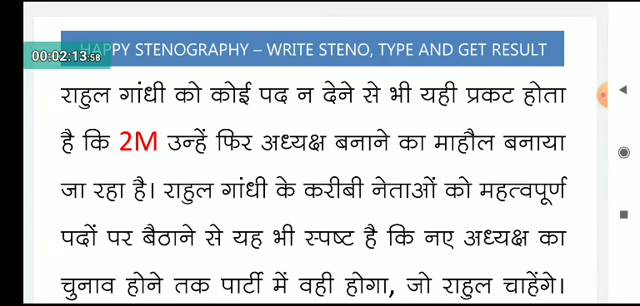 HAPPY STENOGRAPHY – WRITE STENO, TYPE AND GET RESULT
00:02:13.58
राहुल गांधी को कोई पद न देने से भी यही प्रकट होता
है कि 2M उन्हें फिर अध्यक्ष बनाने का माहौल बनाया
जा रहा है। राहुल गांधी के करीबी नेताओं को महत्वपूर्ण
पदों पर बैठाने से यह भी स्पष्ट है कि नए अध्यक्ष का
चुनाव होने तक पार्टी में वही होगा, जो राहुल चाहेंगे।